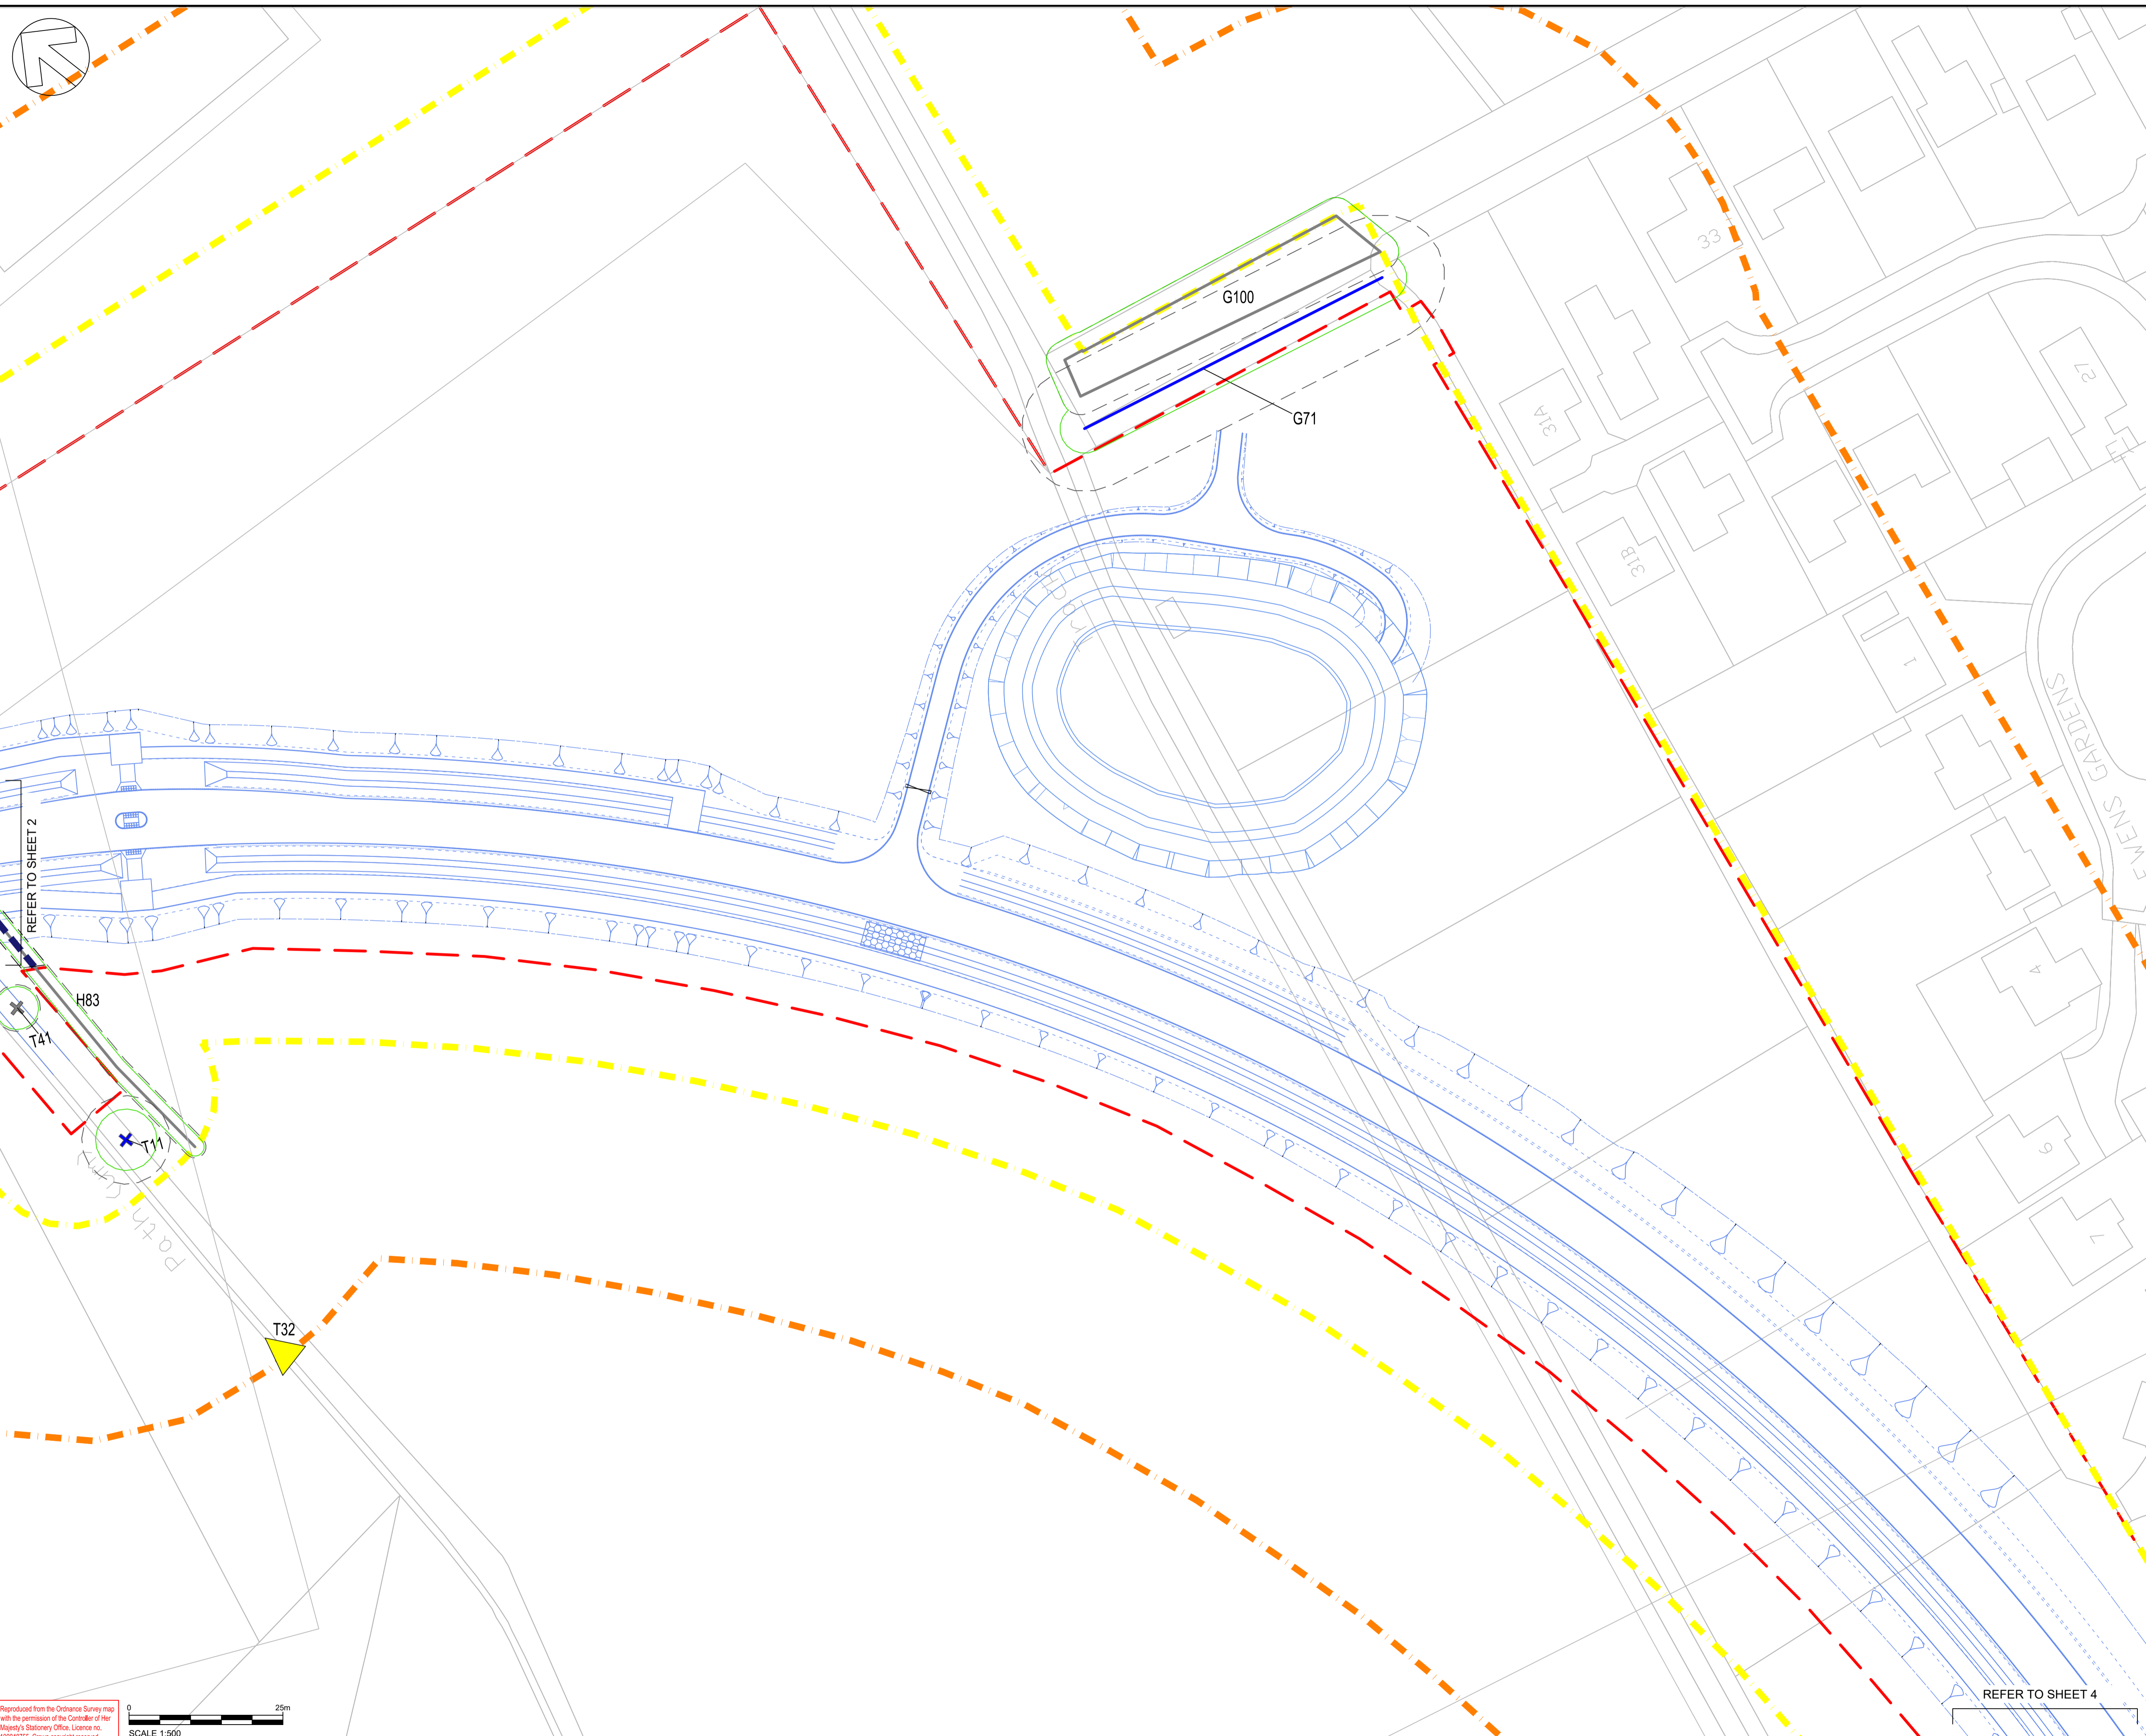 33
G100
27
31A
G71
31B
1
GARDENS
REFER TO SHEET 2
H83
T41
4
T11
6
7
Path
T32
REFER TO SHEET 4
Reproduced from the Ordnance Survey map
with the permission of the Controller of Her
Majesty's Stationery Office, Licence no.
0 25m
SCALE 1:500